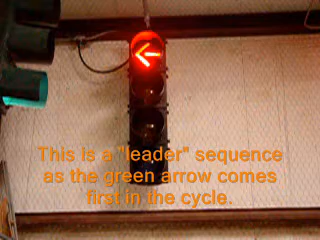 This is a "leader" sequence
as the green arrow comes
first in the cycle.